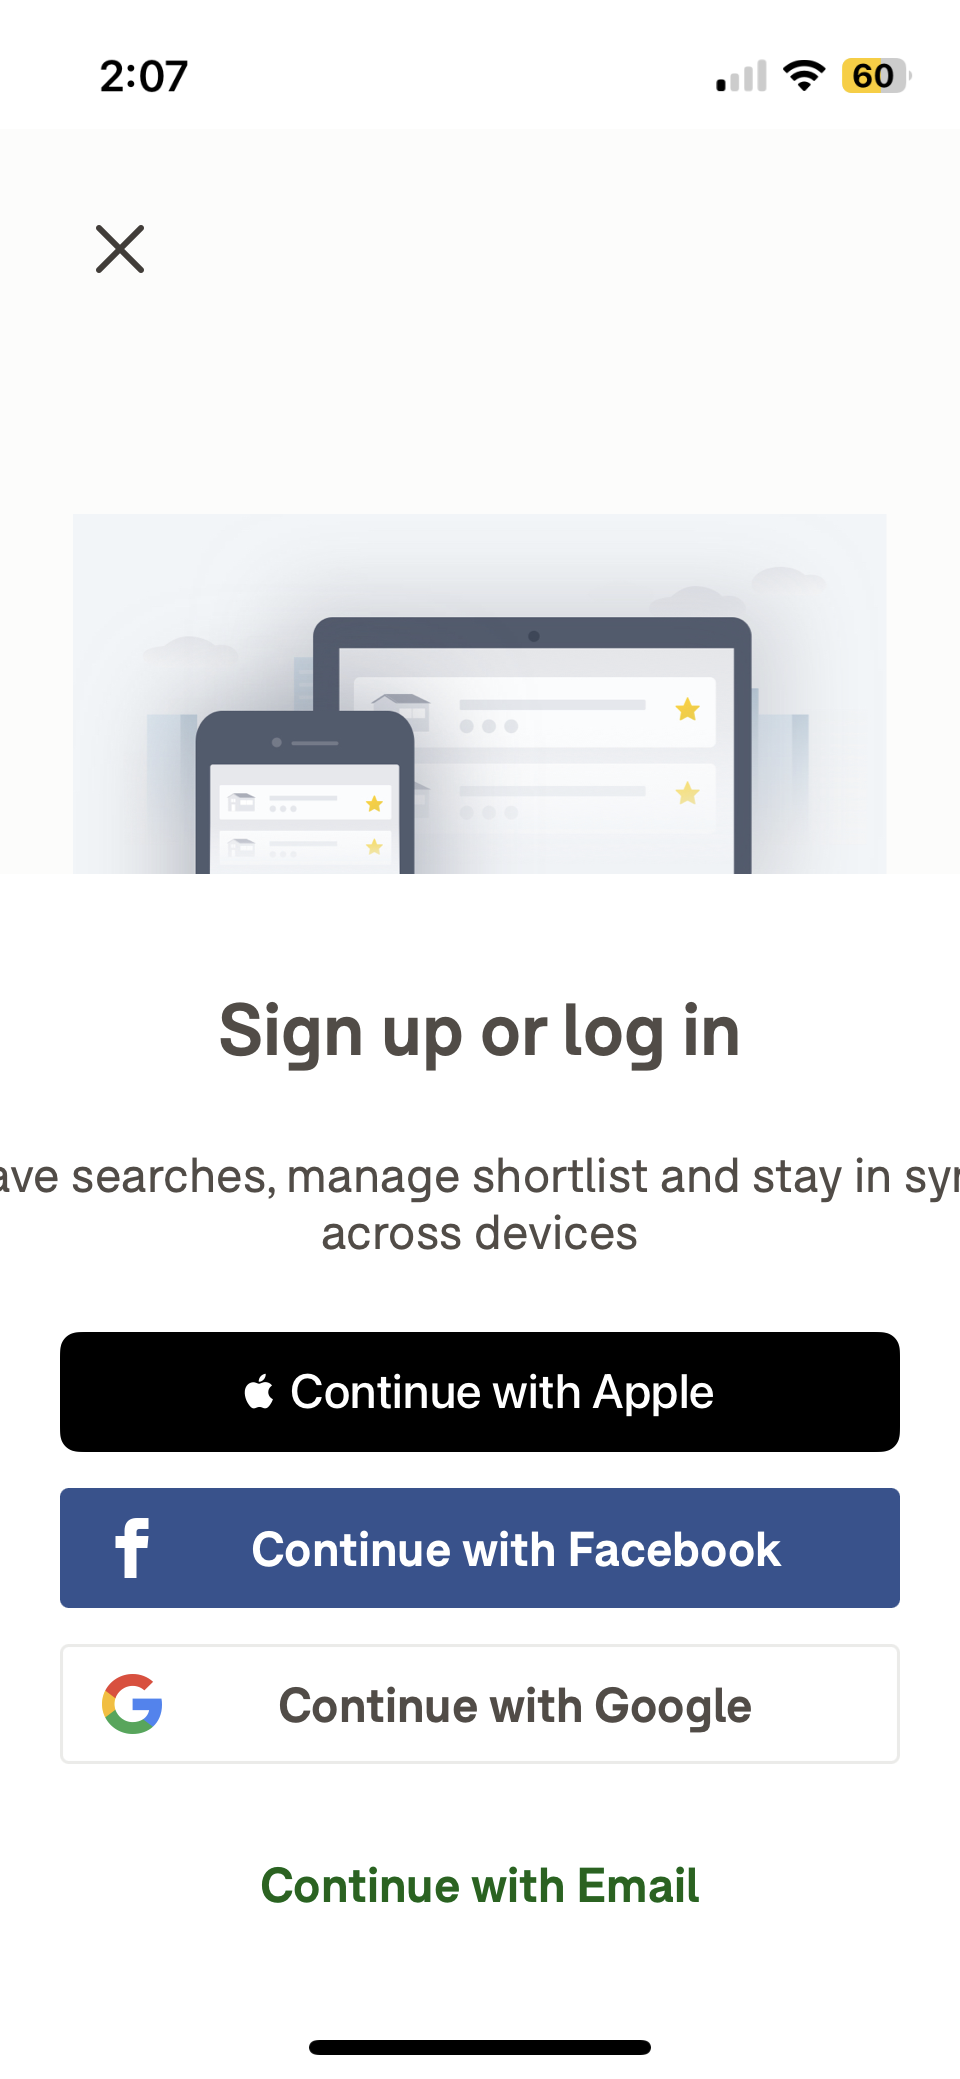 2:07
60
Sign up or log in
ave searches, manage shortlist and stay in syn
across devices
Continue with Apple
Continue with Facebook
Continue with Google
Continue with Email